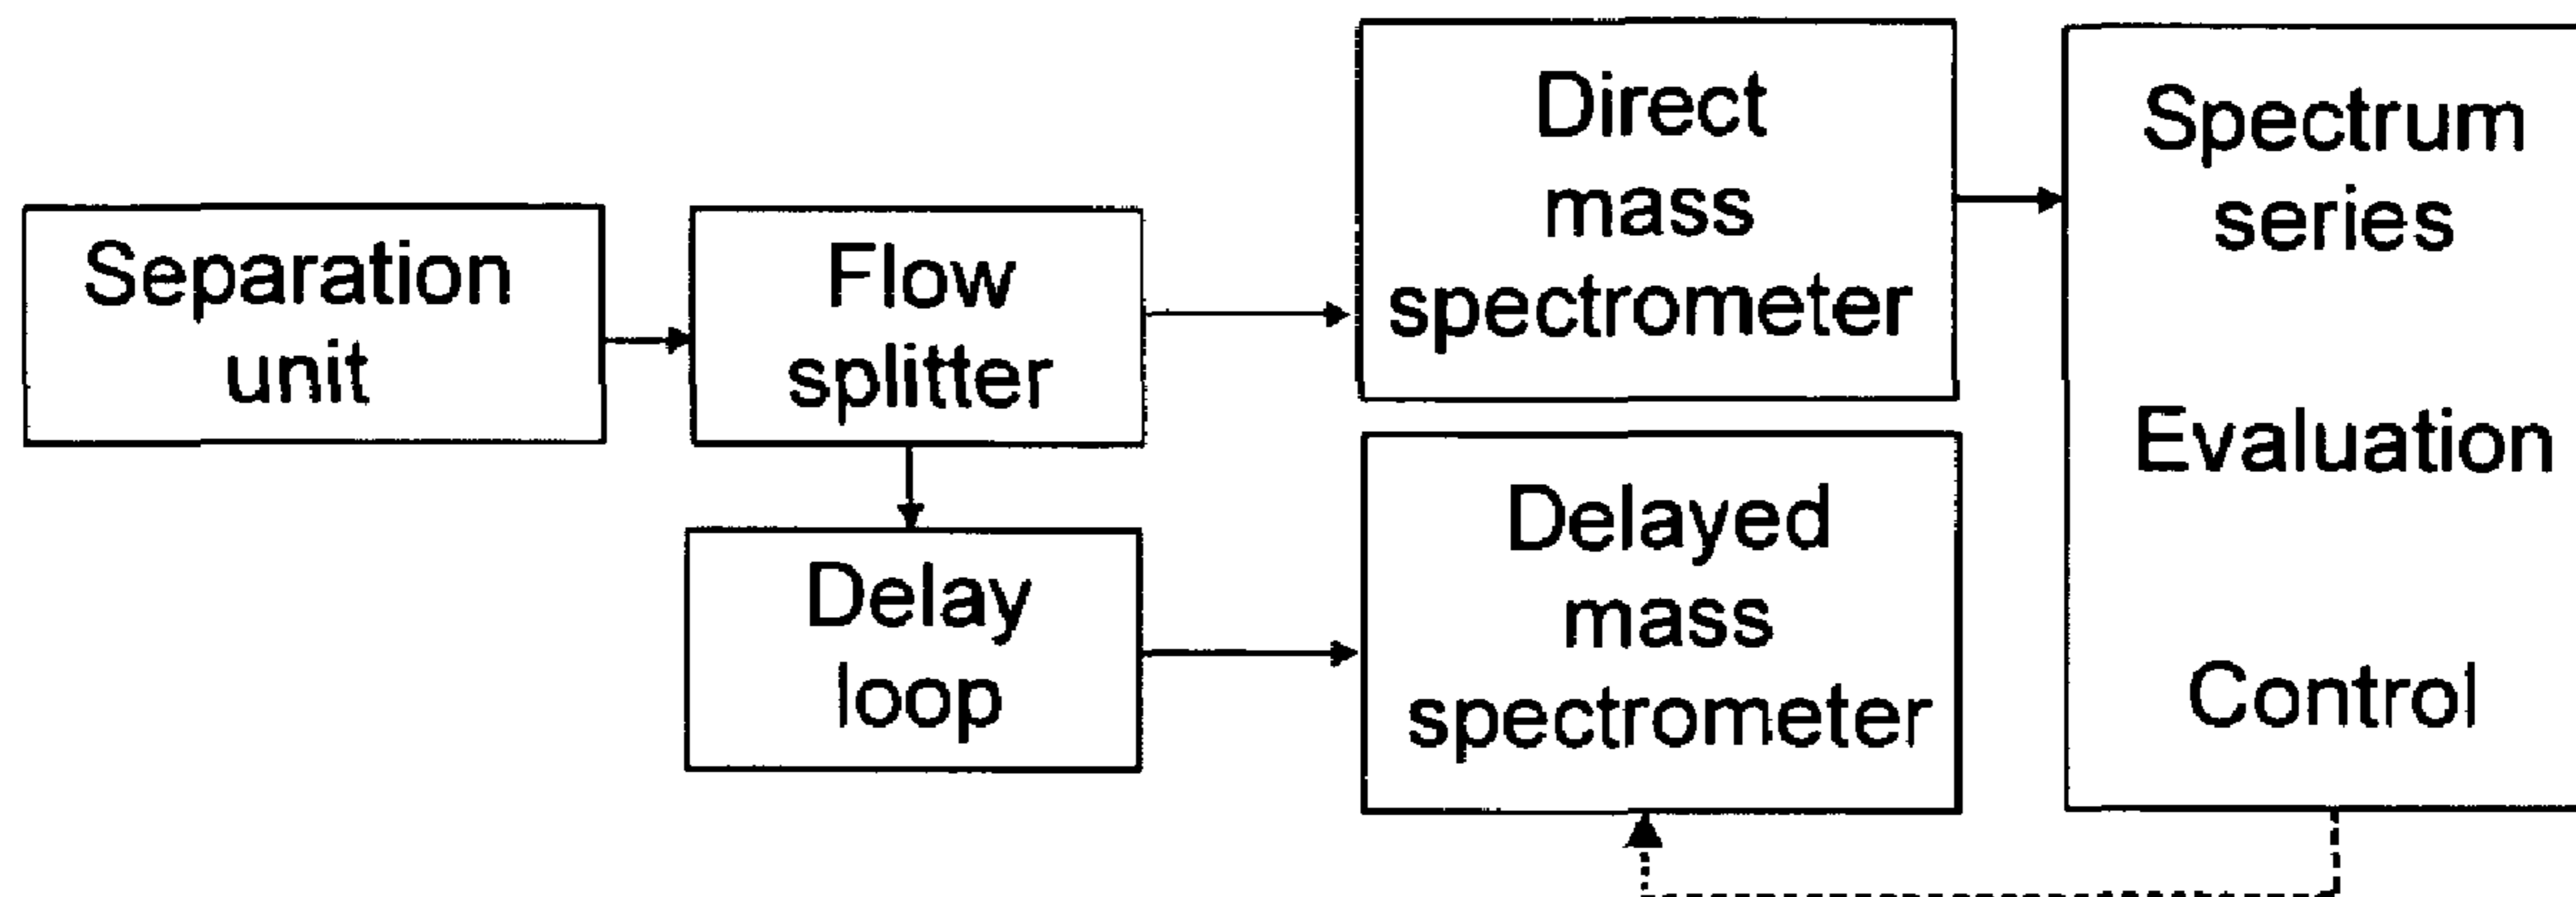 Separation
unit
Flow
splitter
Delay
loop
Direct
mass
spectrometer
Delayed
mass
spectrometer
Spectrum
series
Evaluation
Control